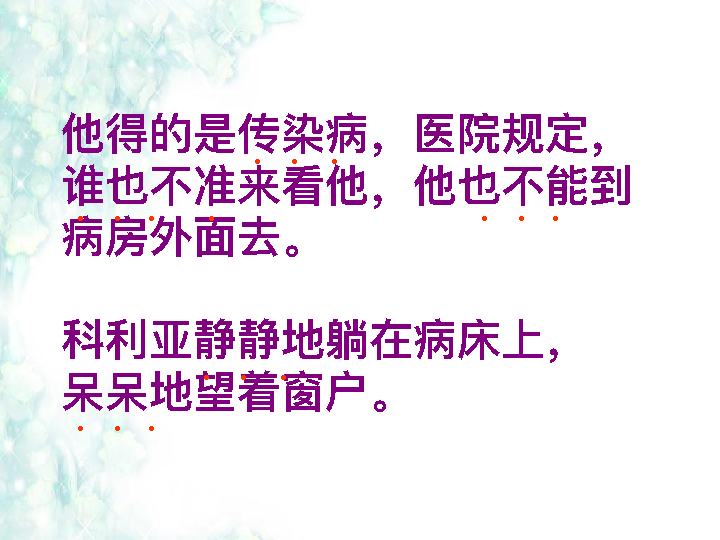 他得的是传染病，医院规定，
谁也不准来看他，他也不能到
病房外面去。
科利亚静静地躺在病床上，
呆呆地望着窗户。